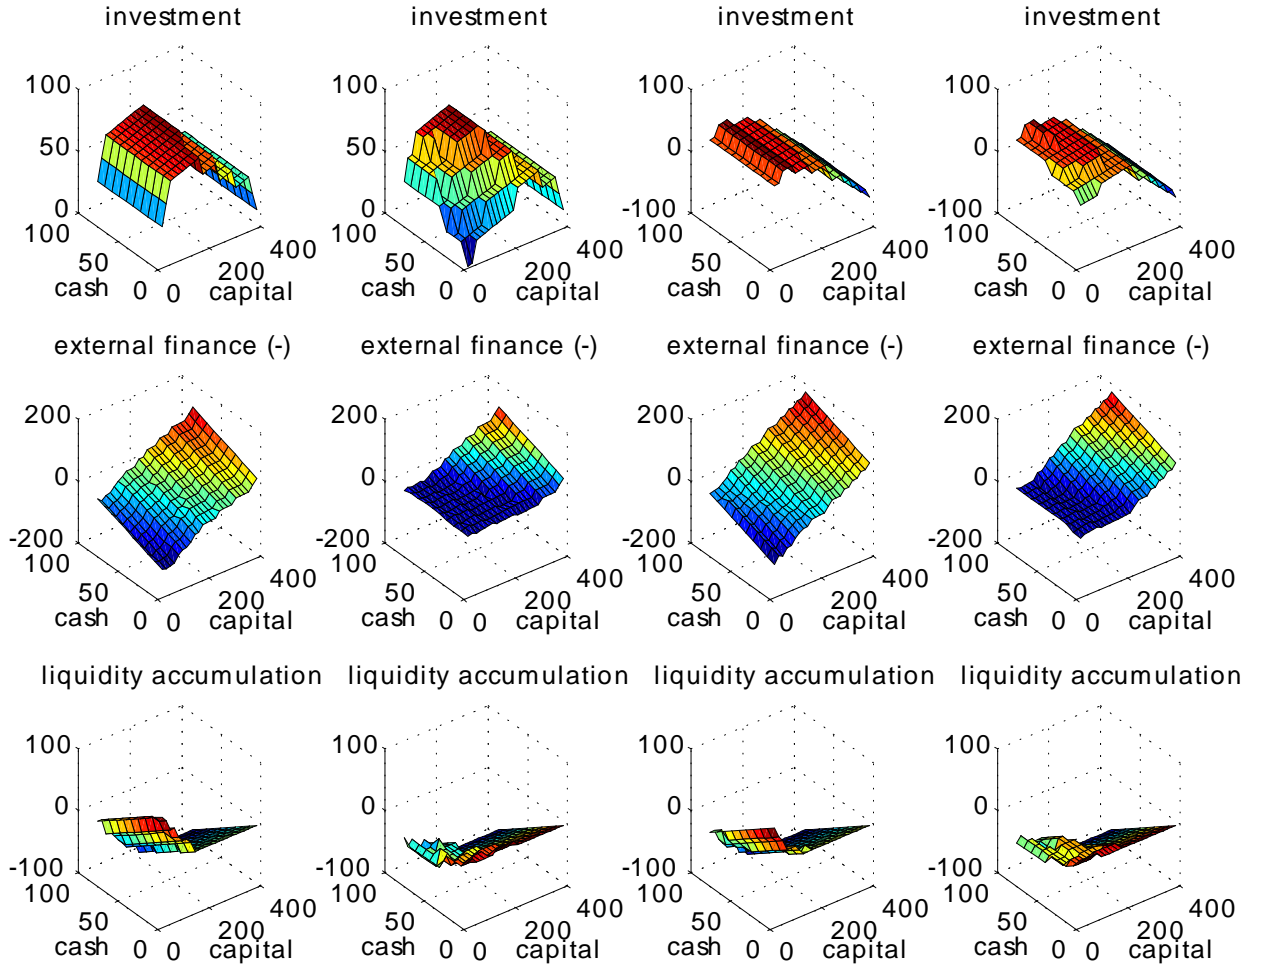 investment investment investment investment
100 100 100 100
50 50 0 0
0 0 -100 -100
100 100 100 100
50 50 50 50
cash 0 0 200 400 capital cash 0 0 200 400 capital cash 0 0 200 400 capital cash 0 0 200 400 capital
external finance (-) external finance (-) external finance (-) external finance (-)
200 200 200 200
0 0 0 0
-200 -200 -200 -200
100 100 100 100
50 50 50 50
cash 0 0 200 400 capital cash 0 0 200 400 capital cash 0 0 200 400 capital cash 0 0 200 400 capital
liquidity accumulation liquidity accumulation liquidity accumulation liquidity accumulation
100 100 100 100
0 0 0 0
-100 -100 -100 -100
100 100 100 100
50 50 50 50
cash 0 0 200 400 capital cash 0 0 200 400 capital cash 0 0 200 400 capital cash 0 0 200 400 capital